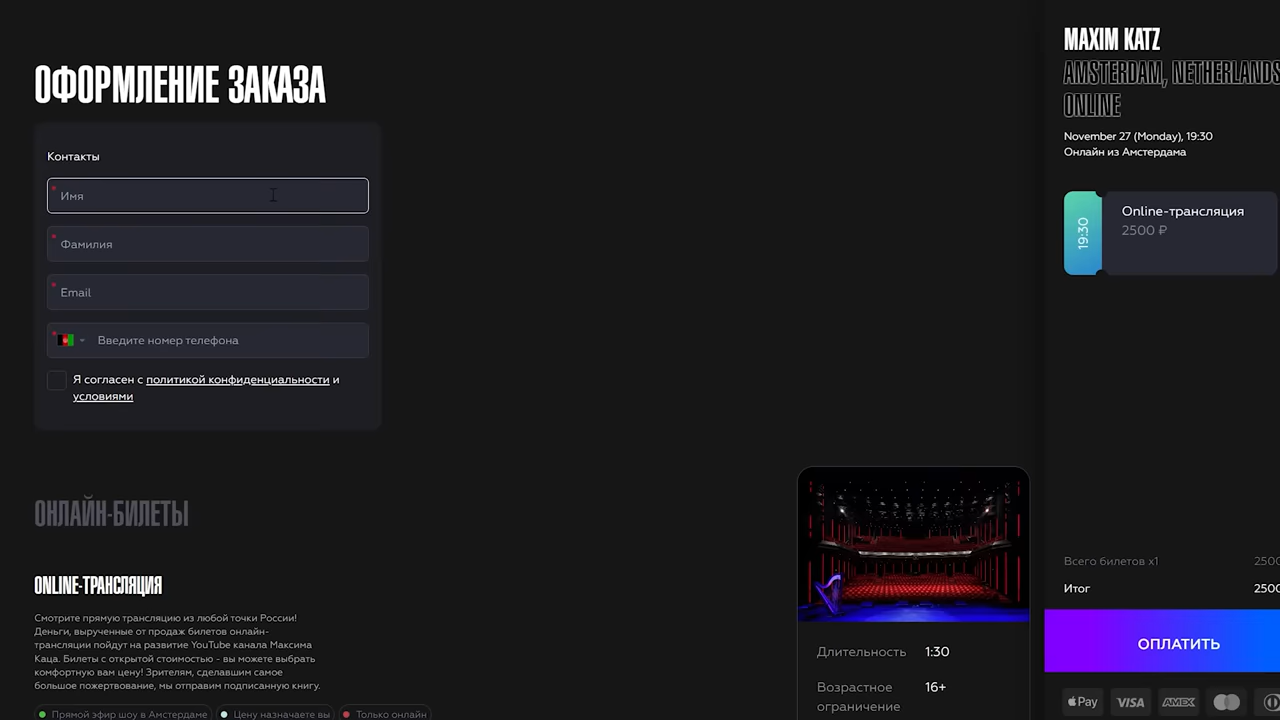 ОФОРМЛЕНИЕ ЗАКАЗА
Контакты
* Имя
* Фамилия
* Email
* Введите номер телефона
Я согласен с политикой конфиденциальности и
условиями
ОНЛАЙН-БИЛЕТЫ
ONLINE-ТРАНСЛЯЦИЯ
Смотрите прямую трансляцию из любой точки России!
Деньги, вырученные от продаж билетов онлайн-
трансляции пойдут на развитие YouTube канала Максима
Каца. Билеты с открытой стоимостью - вы можете выбрать
комфортную вам цену! Зрителям, сделавшим самое
большое пожертвование, мы отправим подписанную книгу.
Прямой эфир шоу в Амстердаме
Цену назначаете вы
Только онлайн
Длительность 1:30
Возрастное 16+
ограничение
MAXIM KATZ
AMSTERDAM, NETHERLANDS
ONLINE
November 27 (Monday), 19:30
Онлайн из Амстердама
19:30
Online-трансляция
2500 ₽
Всего билетов x1 2500
Итог 2500
ОПЛАТИТЬ
Pay VISA AMEX